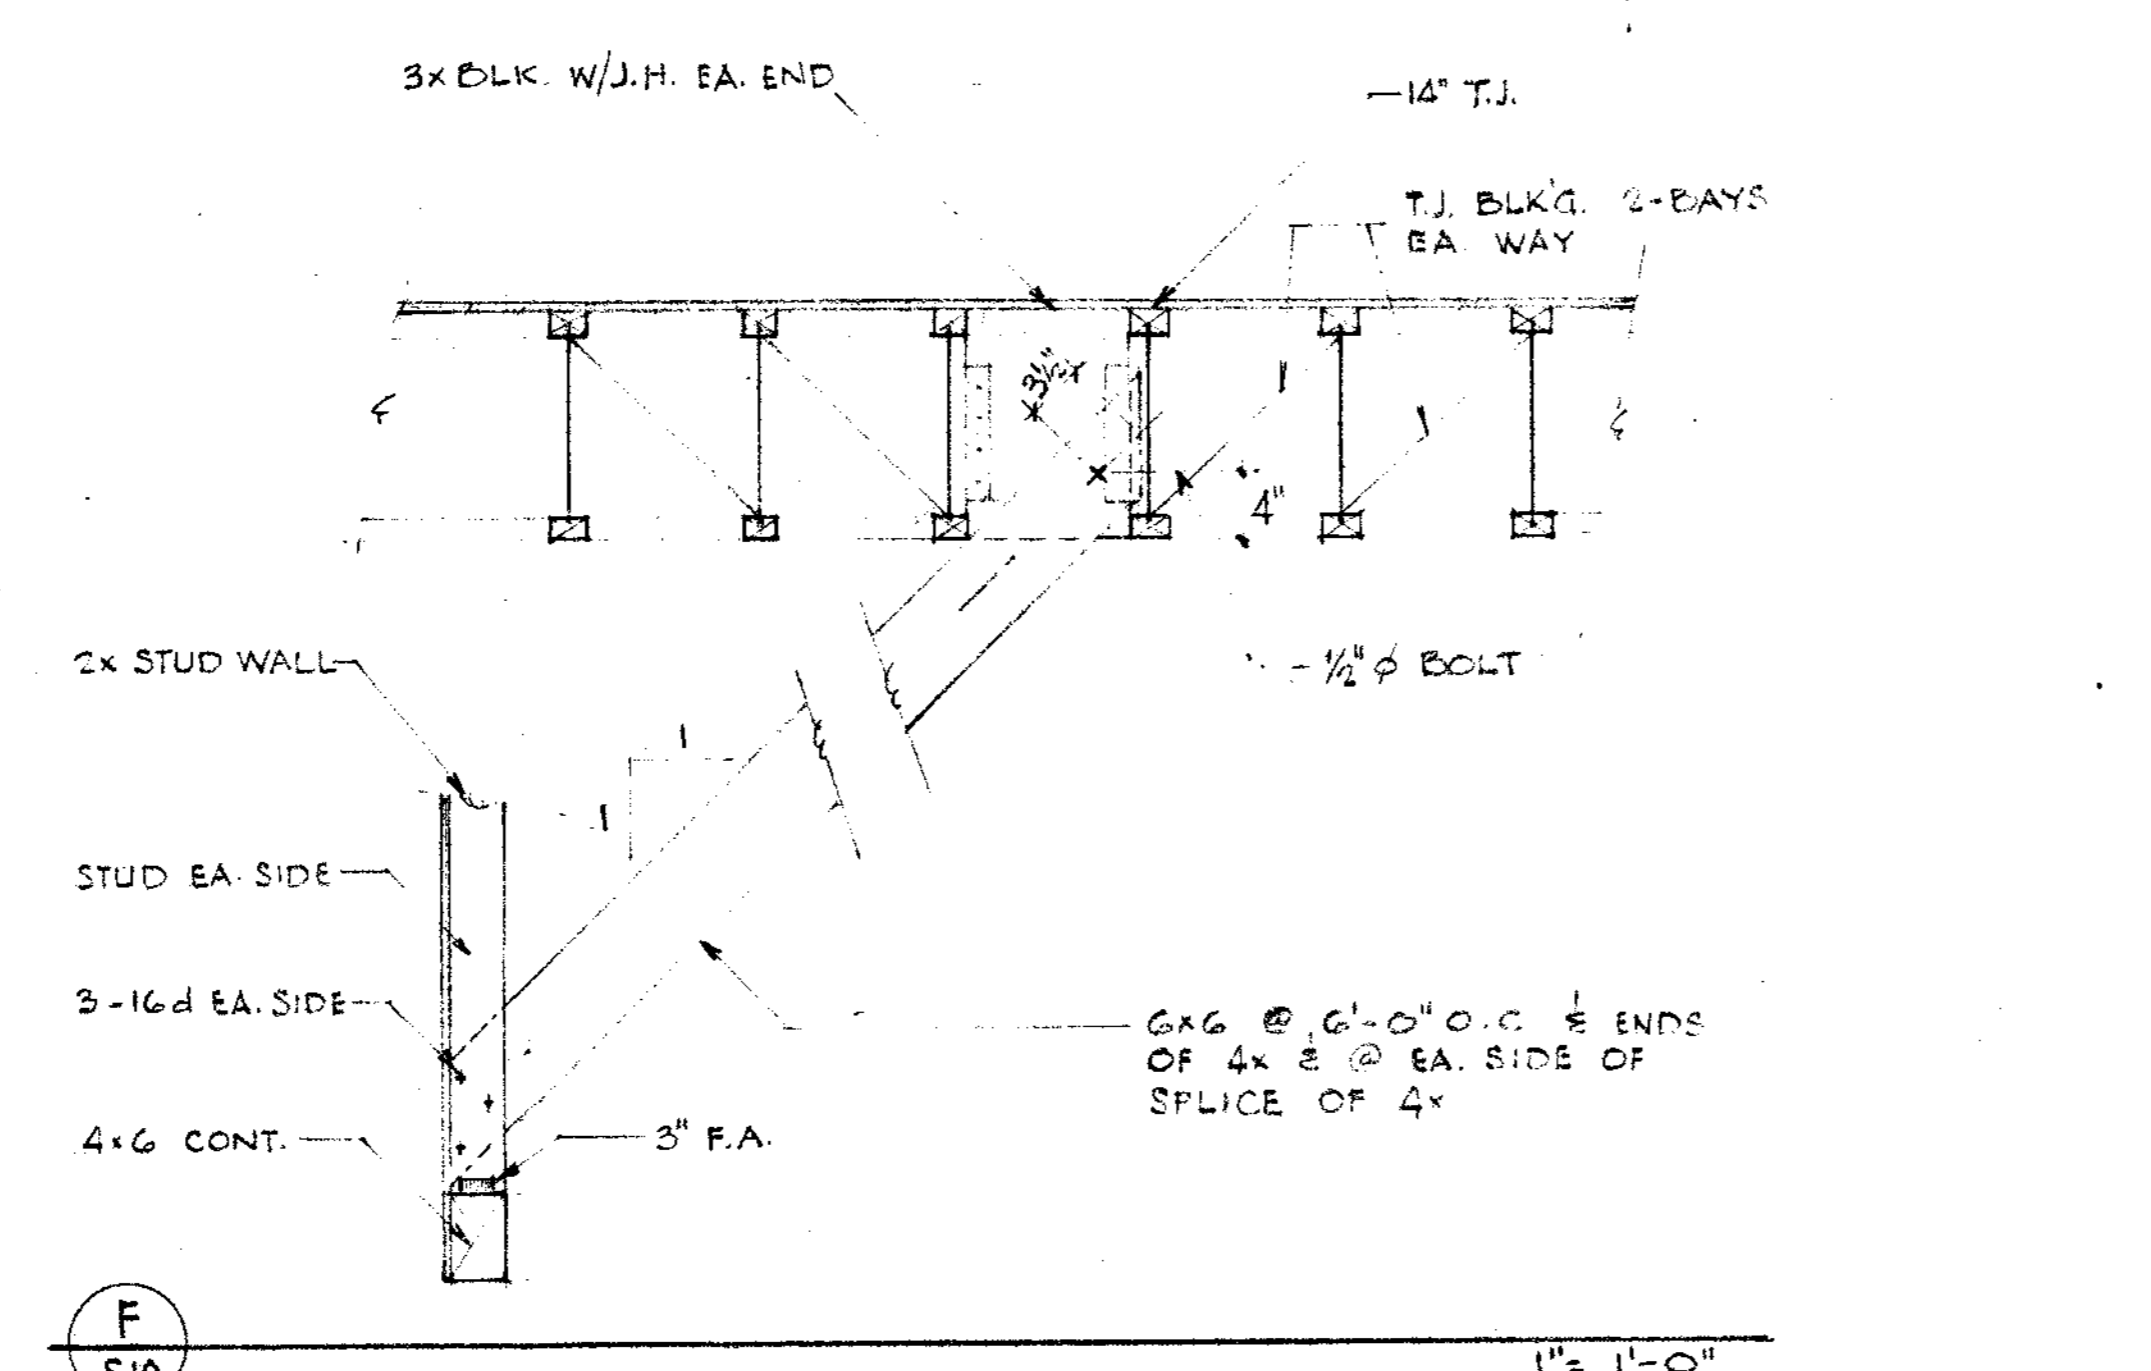 3x BLK. W/J.H. EA. END
14" T.J.
T.J. BLK'G. 2-BAYS
EA. WAY
3½"
4"
2x STUD WALL
½" ϕ BOLT
1
1
STUD EA. SIDE
3-16d EA. SIDE
6x6 @ 6'-0" O.C & ENDS
OF 4x & @ EA. SIDE OF
SPLICE OF 4x
4x6 CONT.
3" F.A.
F
1" = 1'-0"